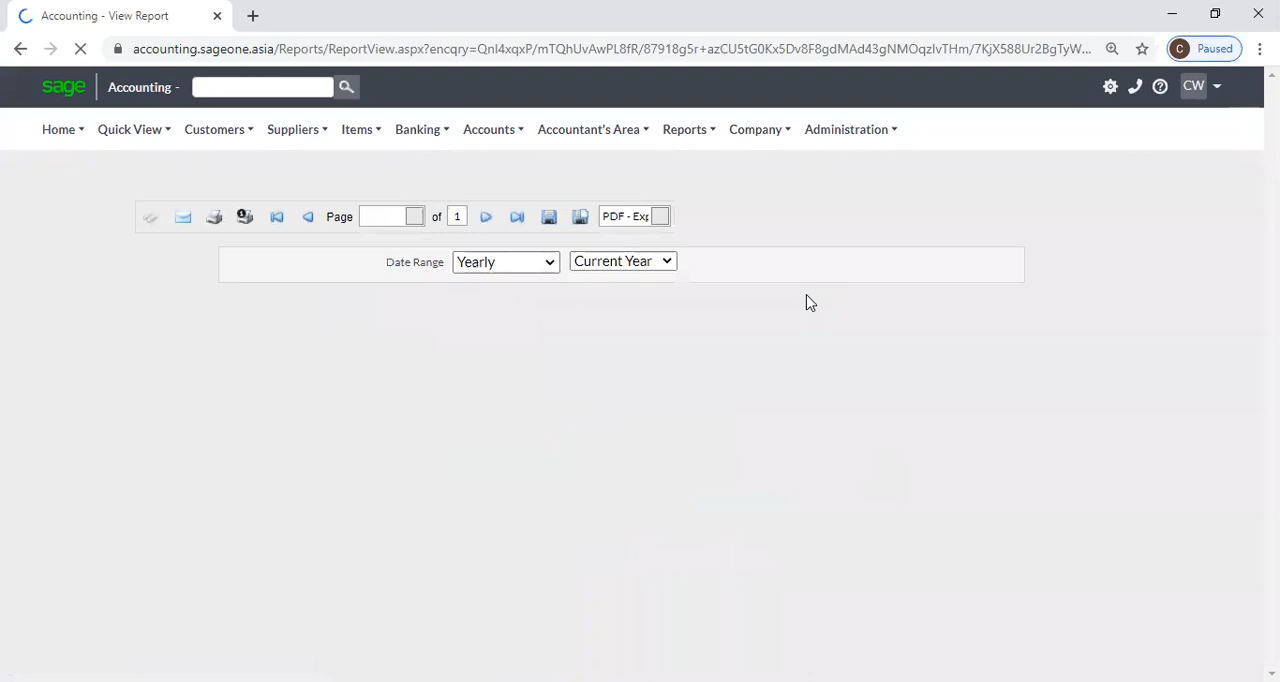 Accounting - View Report
accounting.sageone.asia/Reports/ReportView.aspx?encqry=QnI4xqxP/mTQhUvAwPL8fR/87918g5r+azCU5tG0Kx5Dv8F8gdMAd43gNMOqzIvTHm/7KjX588Ur2BgTyW... C Paused
sage Accounting - CW
Home Quick View Customers Suppliers Items Banking Accounts Accountant's Area Reports Company Administration
Page of 1 PDF - Exp
Date Range Yearly Current Year